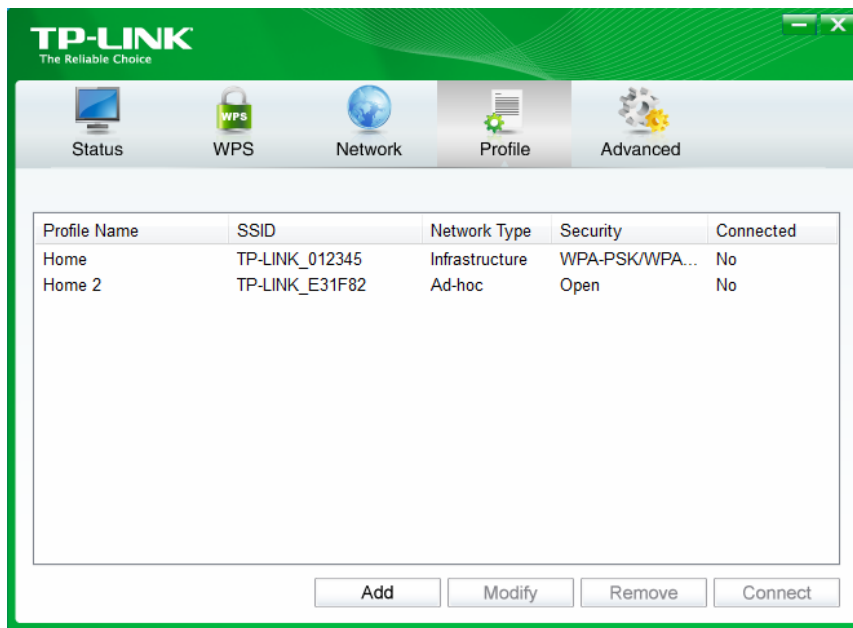 TP-LINK
The Reliable Choice
WPS
Status WPS Network Profile Advanced
Profile Name SSID Network Type Security Connected
Home TP-LINK_012345 Infrastructure WPA-PSK/WPA... No
Home 2 TP-LINK_E31F82 Ad-hoc Open No
Add Modify Remove Connect